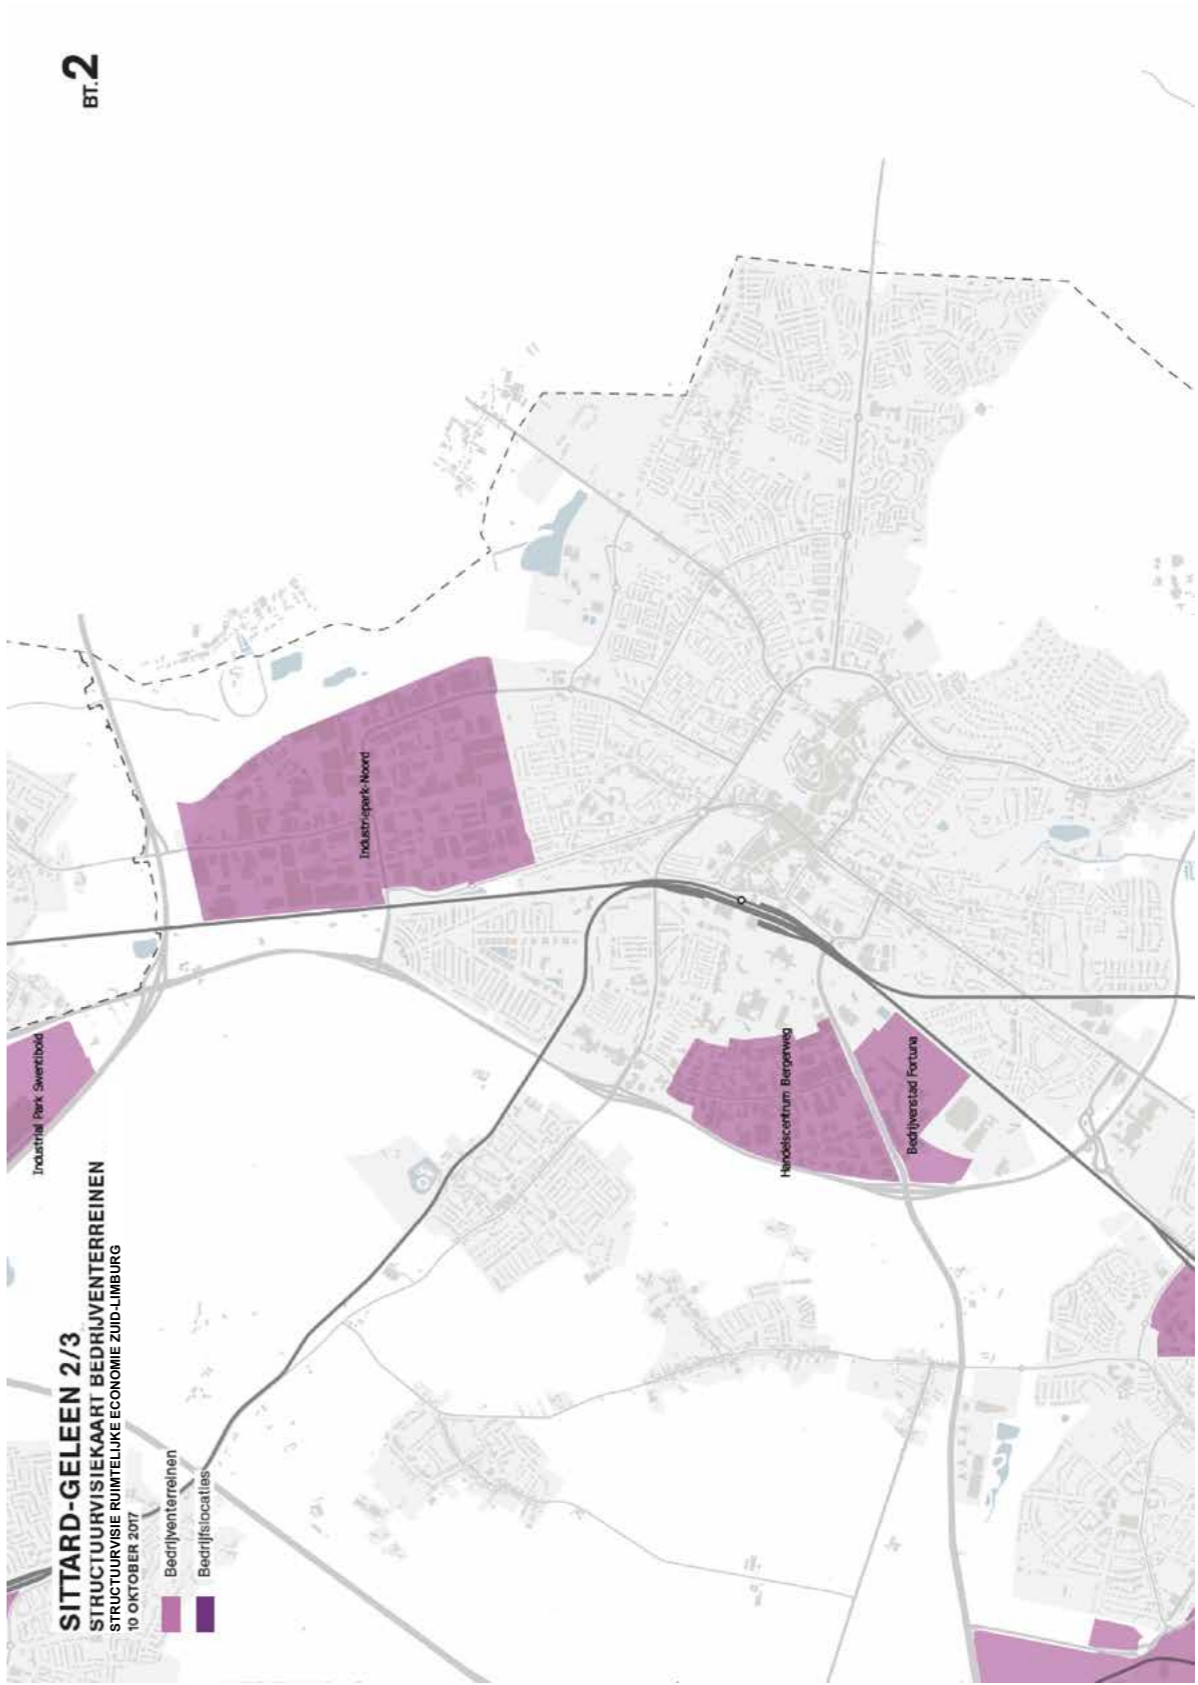 BT.2
SITTARD-GELEEN 2/3
STRUCTUURVISIEKAART BEDRIJVENTERREINEN
STRUCTUURVISIE RUIMTELIJKE ECONOMIE ZUID-LIMBURG
10 OKTOBER 2017
Bedrijventerreinen
Bedrijfslocaties
Industrial Park Swentibold
Industriepark-Noord
Handelscentrum Bergerweg
Bedrijvenstad Fortuna